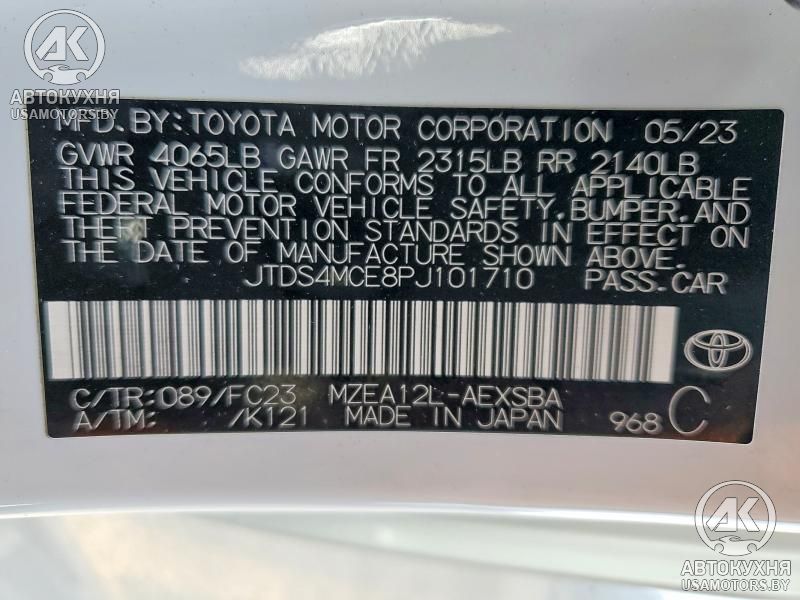 AK
АВТОКУХНЯ
USAMOTORS.BY
MFD.BY:TOYOTA MOTOR CORPORATION 05/23
GVWR 4065LB GAWR FR 2315LB RR 2140LB
THIS VEHICLE CONFORMS TO ALL APPLICABLE
FEDERAL MOTOR VEHICLE SAFETY.BUMPER.AND
THEFT PREVENTION STANDARDS IN EFFECT ON
THE DATE OF MANUFACTURE SHOWN ABOVE.
JTDS4MCE8PJ101710 PASS.CAR
C/TR:089/FC23 MZEA12L-AEXSBA
A/TM: /K121 MADE IN JAPAN 968 C
AK
АВТОКУХНЯ
USAMOTORS.BY